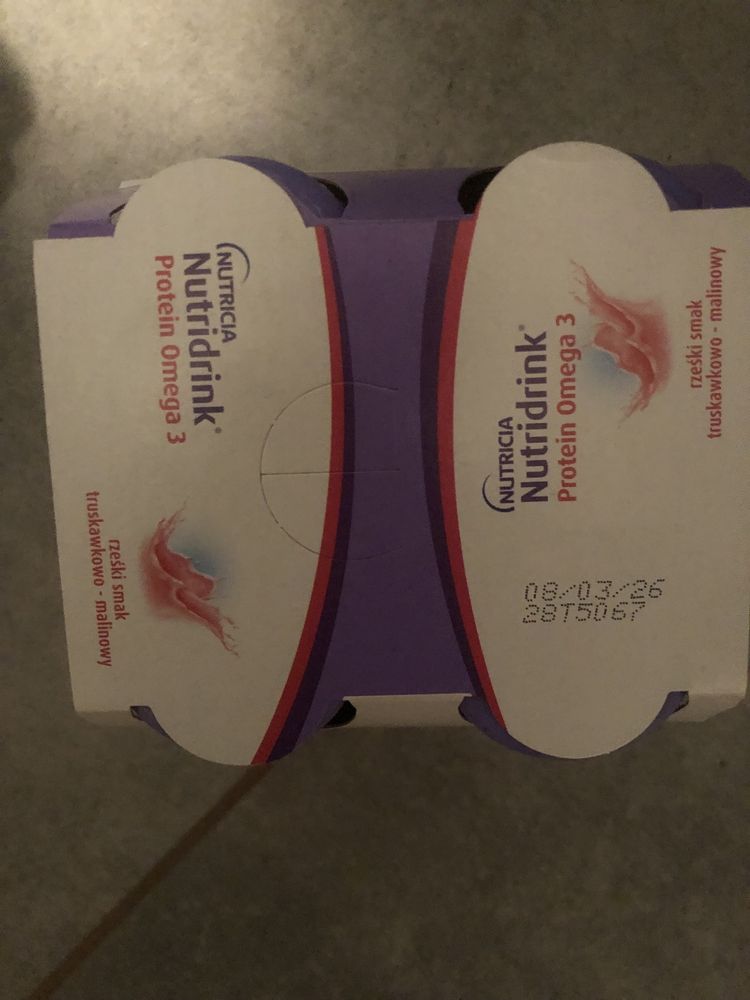 NUTRICIA
Nutridrink®
Protein Omega 3
rześki smak
truskawkowo - malinowy
NUTRICIA
Nutridrink®
Protein Omega 3
rześki smak
truskawkowo - malinowy
08/03/26
28T5067